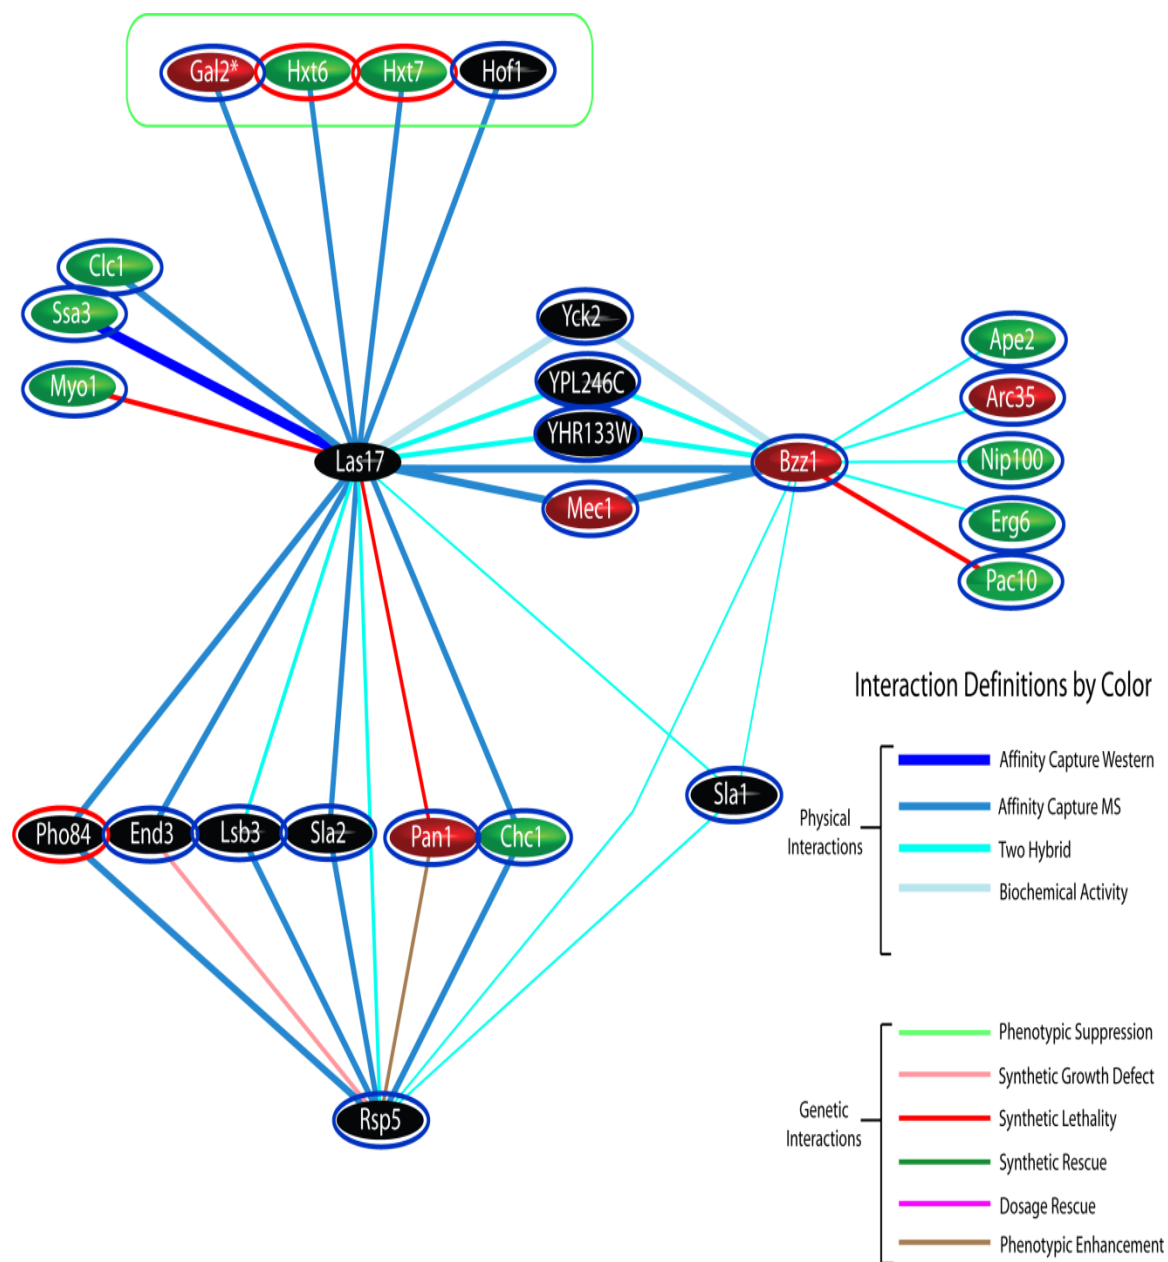 Gal2* Hxt6 Hxt7 Hof1
Clc1
Ssa3
Myo1
Las17
Yck2
YPL246C
YHR133W
Mec1
Bzz1
Ape2
Arc35
Nip100
Erg6
Pac10
Sla1
Pho84 End3 Lsb3 Sla2 Pan1 Chc1
Rsp5
Interaction Definitions by Color
Physical
Interactions
Affinity Capture Western
Affinity Capture MS
Two Hybrid
Biochemical Activity
Genetic
Interactions
Phenotypic Suppression
Synthetic Growth Defect
Synthetic Lethality
Synthetic Rescue
Dosage Rescue
Phenotypic Enhancement